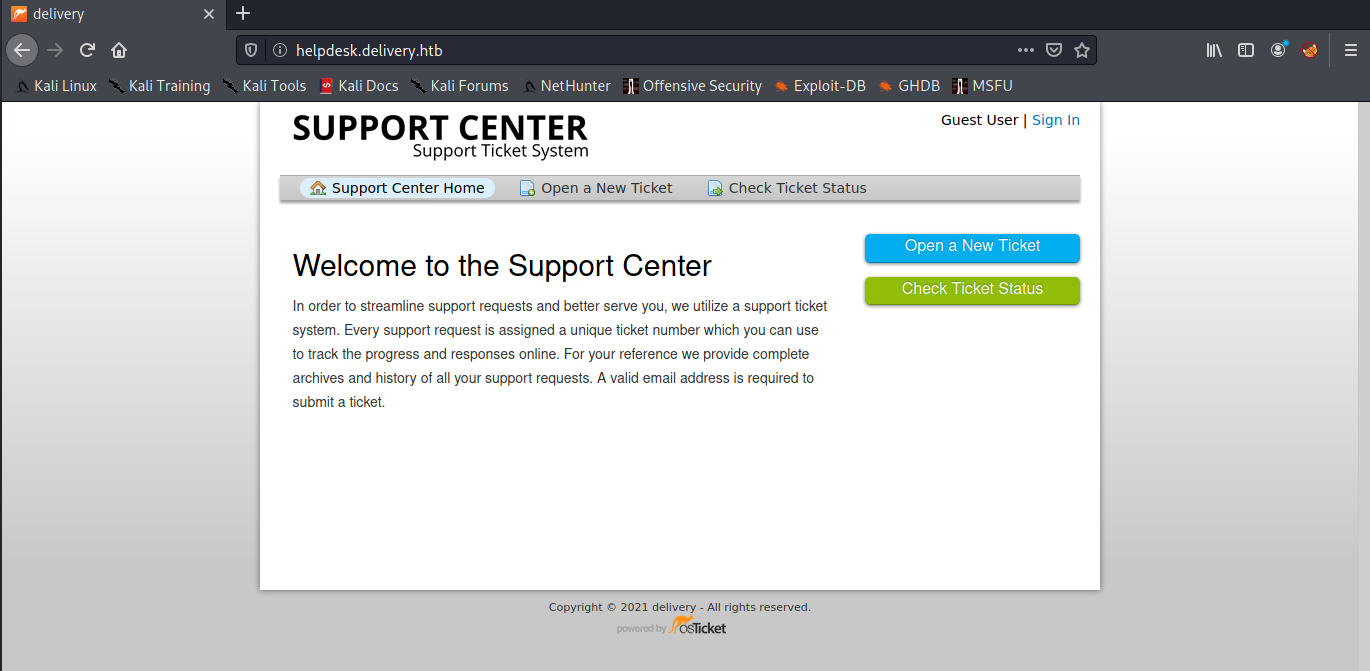 delivery
helpdesk.delivery.htb
Kali Linux Kali Training Kali Tools Kali Docs Kali Forums NetHunter Offensive Security Exploit-DB GHDB MSFU
SUPPORT CENTER
Support Ticket System
Guest User | Sign In
Support Center Home Open a New Ticket Check Ticket Status
Welcome to the Support Center
In order to streamline support requests and better serve you, we utilize a support ticket
system. Every support request is assigned a unique ticket number which you can use
to track the progress and responses online. For your reference we provide complete
archives and history of all your support requests. A valid email address is required to
submit a ticket.
Open a New Ticket
Check Ticket Status
Copyright © 2021 delivery - All rights reserved.
powered by osTicket